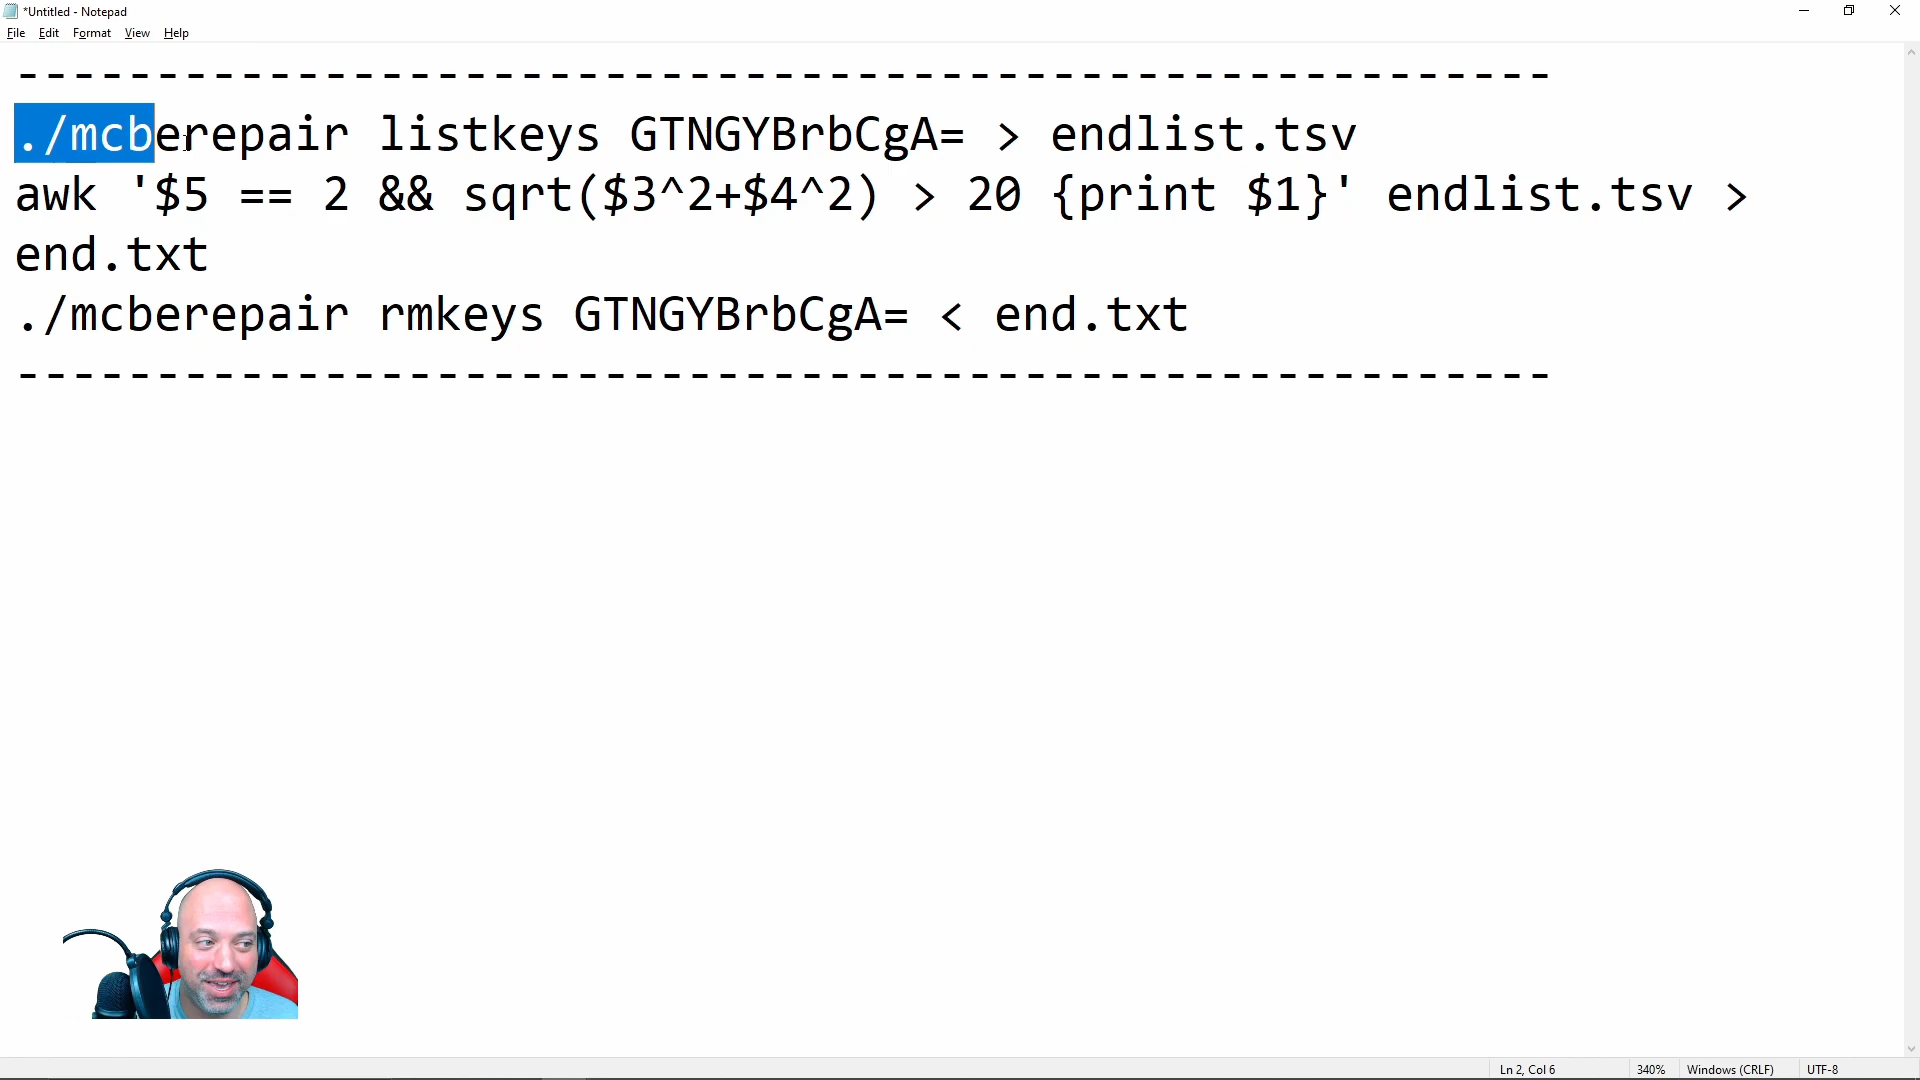 *Untitled - Notepad
File Edit Format View Help
-------------------------------------------------------
./mcberepair listkeys GTNGYBrbCgA= > endlist.tsv
awk '$5 == 2 && sqrt($3^2+$4^2) > 20 {print $1}' endlist.tsv >
end.txt
./mcberepair rmkeys GTNGYBrbCgA= < end.txt
-------------------------------------------------------
Ln 2, Col 6 340% Windows (CRLF) UTF-8